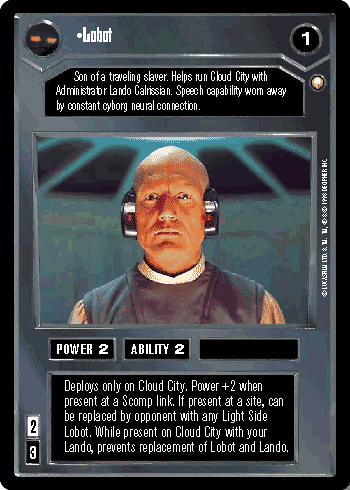 •Lobot
1
Son of a traveling slaver. Helps run Cloud City with
Administrator Lando Calrissian. Speech capability worn away
by constant cyborg neural connection.
POWER 2
ABILITY 2
Deploys only on Cloud City. Power +2 when
present at a Scomp link. If present at a site, can
be replaced by opponent with any Light Side
Lobot. While present on Cloud City with your
Lando, prevents replacement of Lobot and Lando.
2
3